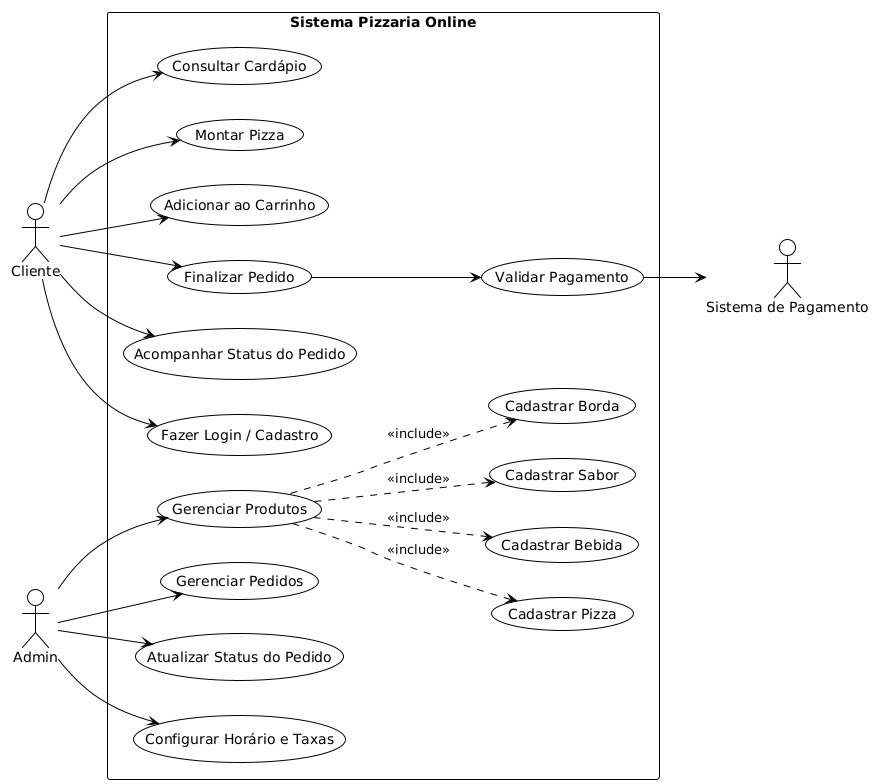 Sistema Pizzaria Online
Consultar Cardápio
Montar Pizza
Adicionar ao Carrinho
Cliente
Finalizar Pedido
Validar Pagamento
Sistema de Pagamento
Acompanhar Status do Pedido
Fazer Login / Cadastro
Cadastrar Borda
«include»
Cadastrar Sabor
«include»
Gerenciar Produtos
«include»
Cadastrar Bebida
«include»
Cadastrar Pizza
Gerenciar Pedidos
Admin
Atualizar Status do Pedido
Configurar Horário e Taxas